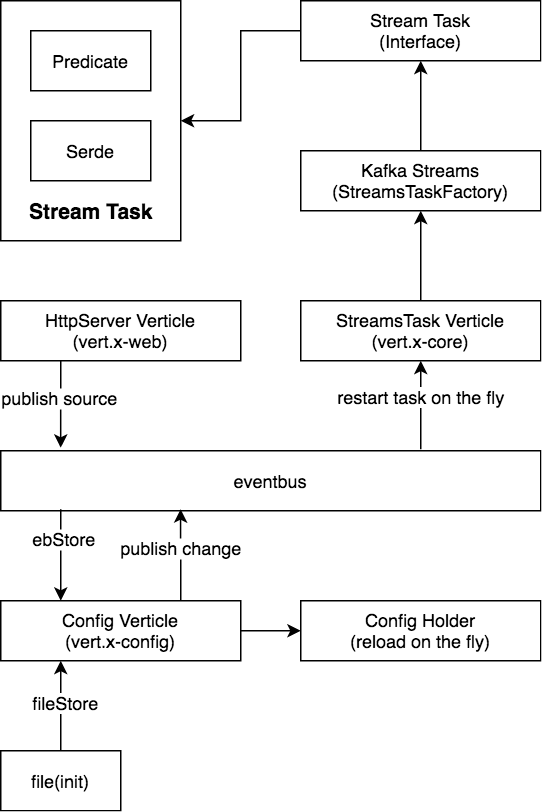 Stream Task
(Interface)
Predicate
Serde
Stream Task
Kafka Streams
(StreamsTaskFactory)
HttpServer Verticle
(vert.x-web)
StreamsTask Verticle
(vert.x-core)
publish source
restart task on the fly
eventbus
ebStore
publish change
Config Verticle
(vert.x-config)
Config Holder
(reload on the fly)
fileStore
file(init)